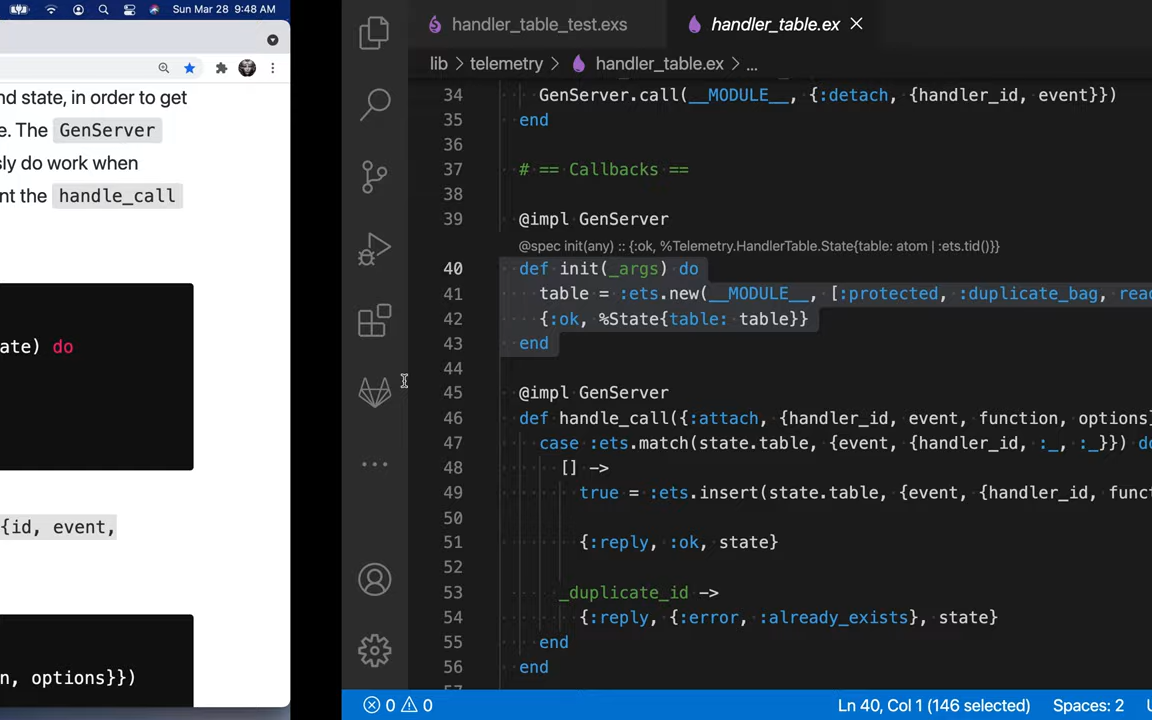 Sun Mar 28 9:48 AM
nd state, in order to get
e. The GenServer
sly do work when
nt the handle_call
ate) do
{id, event,
n, options}})
handler_table_test.exs
handler_table.ex
lib > telemetry > handler_table.ex > ...
34 GenServer.call(__MODULE__, {:detach, {handler_id, event}})
35 end
36
37 # == Callbacks ==
38
39 @impl GenServer
@spec init(any) :: {:ok, %Telemetry.HandlerTable.State{table: atom | :ets.tid()}}
40 def init(_args) do
41 table = :ets.new(__MODULE__, [:protected, :duplicate_bag, rea
42 {:ok, %State{table: table}}
43 end
44
45 @impl GenServer
46 def handle_call({:attach, {handler_id, event, function, options}
47 case :ets.match(state.table, {event, {handler_id, :_, :_}}) do
48 [] ->
49 true = :ets.insert(state.table, {event, {handler_id, func
50
51 {:reply, :ok, state}
52
53 _duplicate_id ->
54 {:reply, {:error, :already_exists}, state}
55 end
56 end
0 0
Ln 40, Col 1 (146 selected)
Spaces: 2